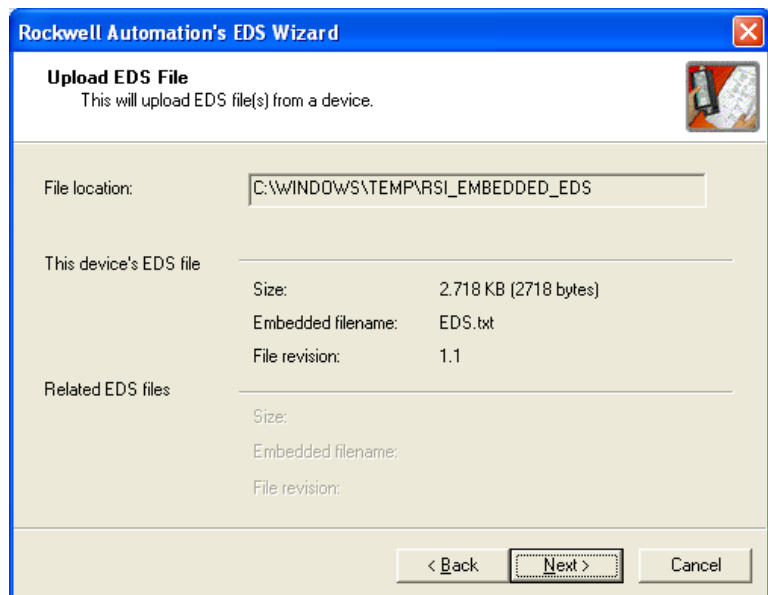 Rockwell Automation's EDS Wizard
Upload EDS File
This will upload EDS file(s) from a device.
File location: C:\WINDOWS\TEMP\RSI_EMBEDDED_EDS
This device's EDS file
Size: 2.718 KB (2718 bytes)
Embedded filename: EDS.txt
File revision: 1.1
Related EDS files
Size:
Embedded filename:
File revision:
< Back Next > Cancel